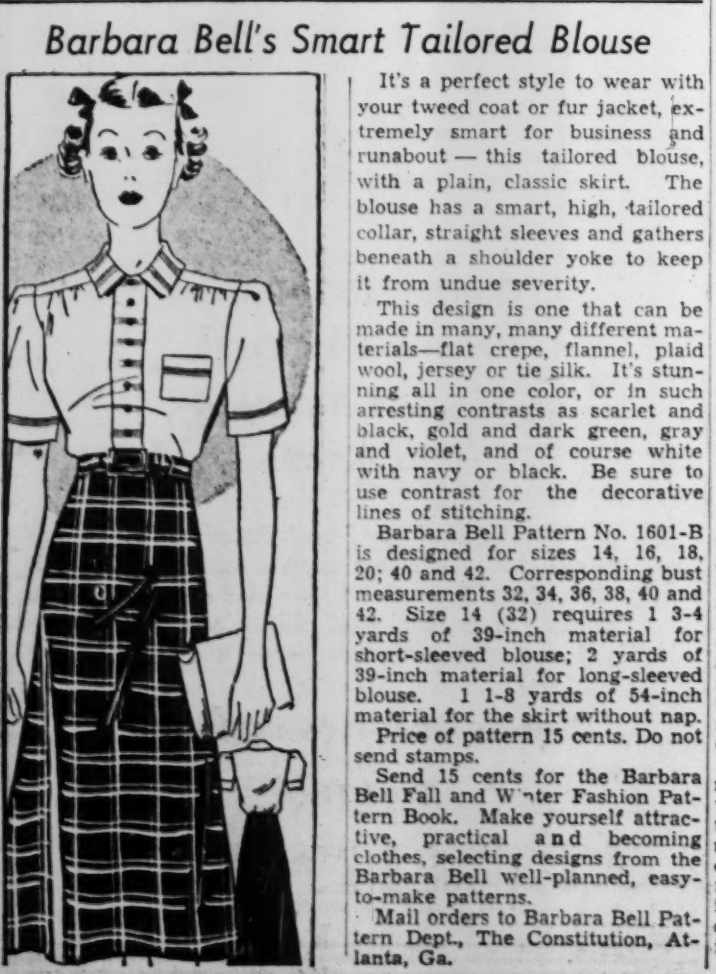 Barbara Bell's Smart Tailored Blouse
It's a perfect style to wear with
your tweed coat or fur jacket, ex-
tremely smart for business and
runabout — this tailored blouse,
with a plain, classic skirt. The
blouse has a smart, high, tailored
collar, straight sleeves and gathers
beneath a shoulder yoke to keep
it from undue severity.
This design is one that can be
made in many, many different ma-
terials—flat crepe, flannel, plaid
wool, jersey or tie silk. It's stun-
ning all in one color, or in such
arresting contrasts as scarlet and
black, gold and dark green, gray
and violet, and of course white
with navy or black. Be sure to
use contrast for the decorative
lines of stitching.
Barbara Bell Pattern No. 1601-B
is designed for sizes 14, 16, 18,
20; 40 and 42. Corresponding bust
measurements 32, 34, 36, 38, 40 and
42. Size 14 (32) requires 1 3-4
yards of 39-inch material for
short-sleeved blouse; 2 yards of
39-inch material for long-sleeved
blouse. 1 1-8 yards of 54-inch
material for the skirt without nap.
Price of pattern 15 cents. Do not
send stamps.
Send 15 cents for the Barbara
Bell Fall and Winter Fashion Pat-
tern Book. Make yourself attrac-
tive, practical and becoming
clothes, selecting designs from the
Barbara Bell well-planned, easy-
to-make patterns.
Mail orders to Barbara Bell Pat-
tern Dept., The Constitution, At-
lanta, Ga.